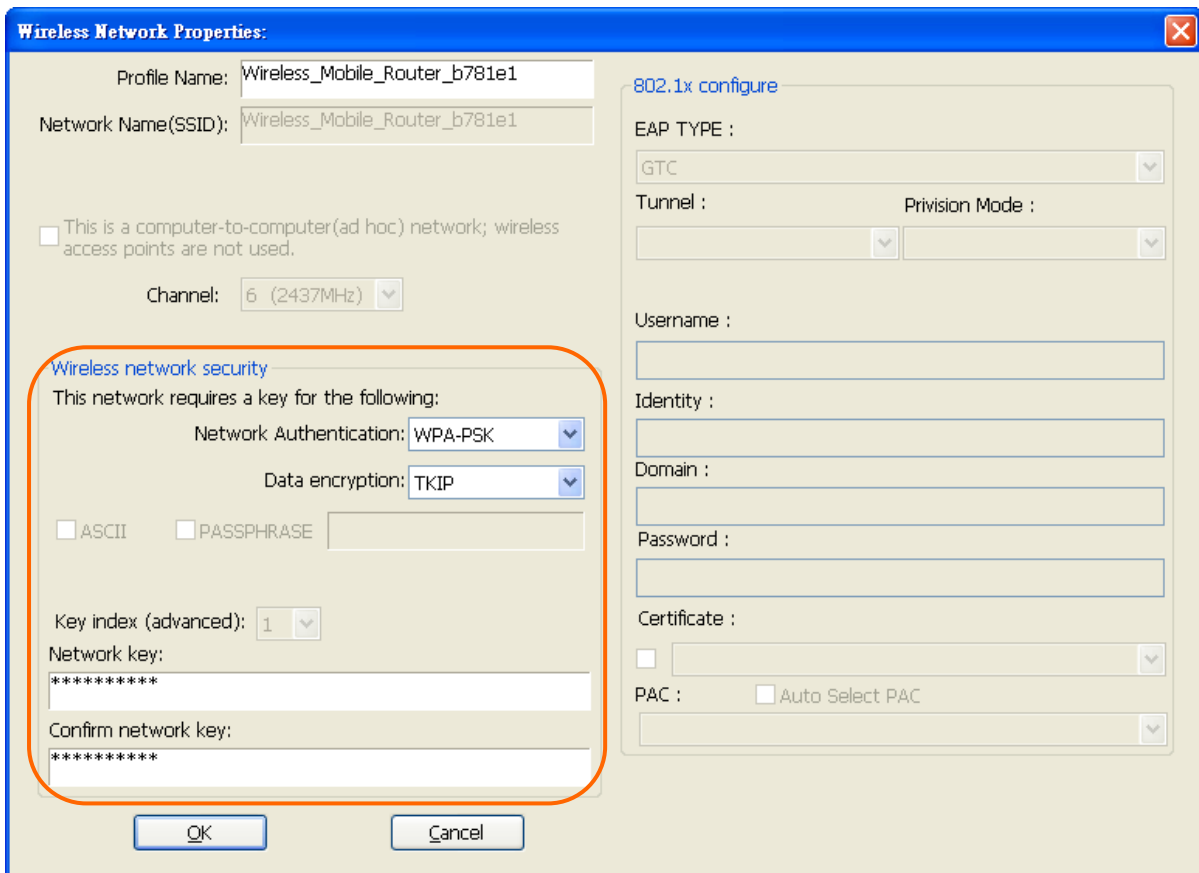 Wireless Network Properties:
Profile Name: Wireless_Mobile_Router_b781e1
Network Name(SSID): Wireless_Mobile_Router_b781e1
This is a computer-to-computer(ad hoc) network; wireless
access points are not used.
Channel: 6 (2437MHz)
Wireless network security
This network requires a key for the following:
Network Authentication: WPA-PSK
Data encryption: TKIP
ASCII PASSPHRASE
Key index (advanced): 1
Network key:
**********
Confirm network key:
**********
OK Cancel
802.1x configure
EAP TYPE :
GTC
Tunnel : Privision Mode :
Username :
Identity :
Domain :
Password :
Certificate :
PAC : Auto Select PAC